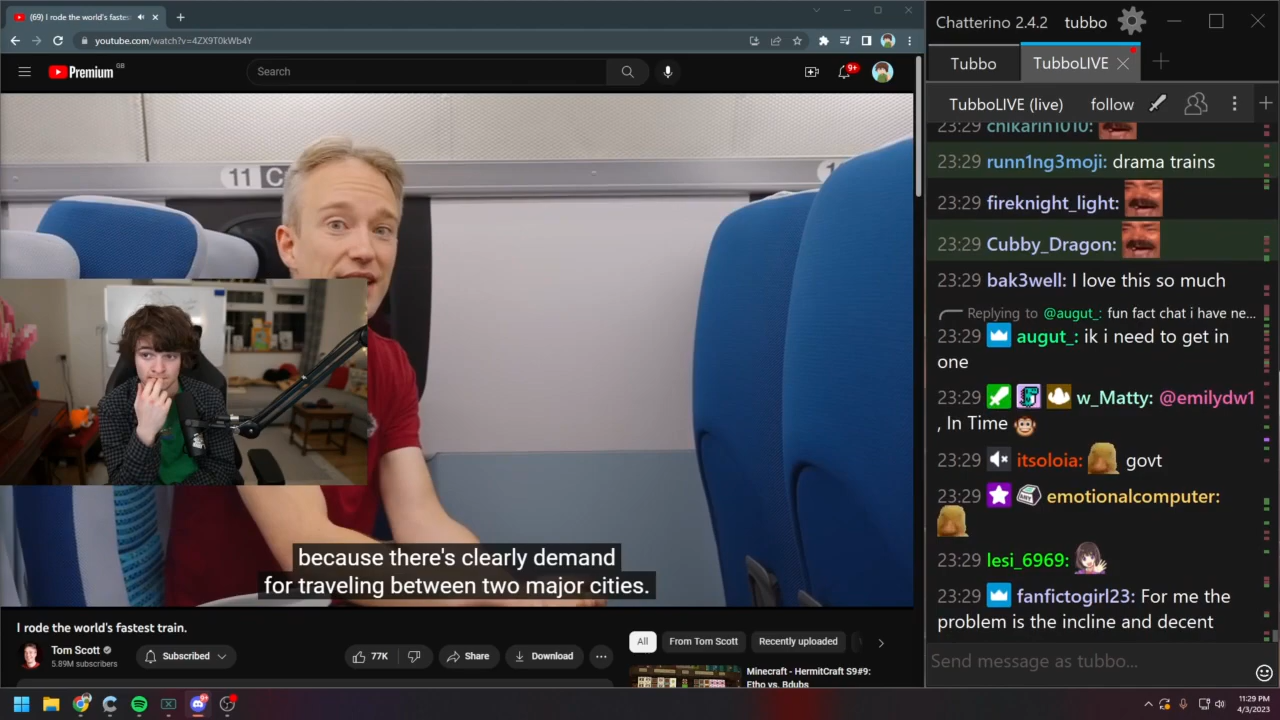 (69) I rode the world's fastes
youtube.com/watch?v=4ZX9T0kWb4Y
Premium GB
Search
9+
11 C
because there's clearly demand
for traveling between two major cities.
I rode the world's fastest train.
Tom Scott
5.89M subscribers
Subscribed
77K
Share
Download
All
From Tom Scott
Recently uploaded
Minecraft - HermitCraft S9#9:
Etho vs. Bdubs
Chatterino 2.4.2
tubbo
Tubbo
TubboLIVE
TubboLIVE (live)
follow
23:29 chikarin1010:
23:29 runn1ng3moji: drama trains
23:29 fireknight_light:
23:29 Cubby_Dragon:
23:29 bak3well: I love this so much
Replying to @augut_: fun fact chat i have ne...
23:29 augut_: ik i need to get in
one
23:29 w_Matty: @emilydw1
, In Time
23:29 itsoloia: govt
23:29 emotionalcomputer:
23:29 lesi_6969:
23:29 fanfictogirl23: For me the
problem is the incline and decent
Send message as tubbo...
11:29 PM
4/3/2023